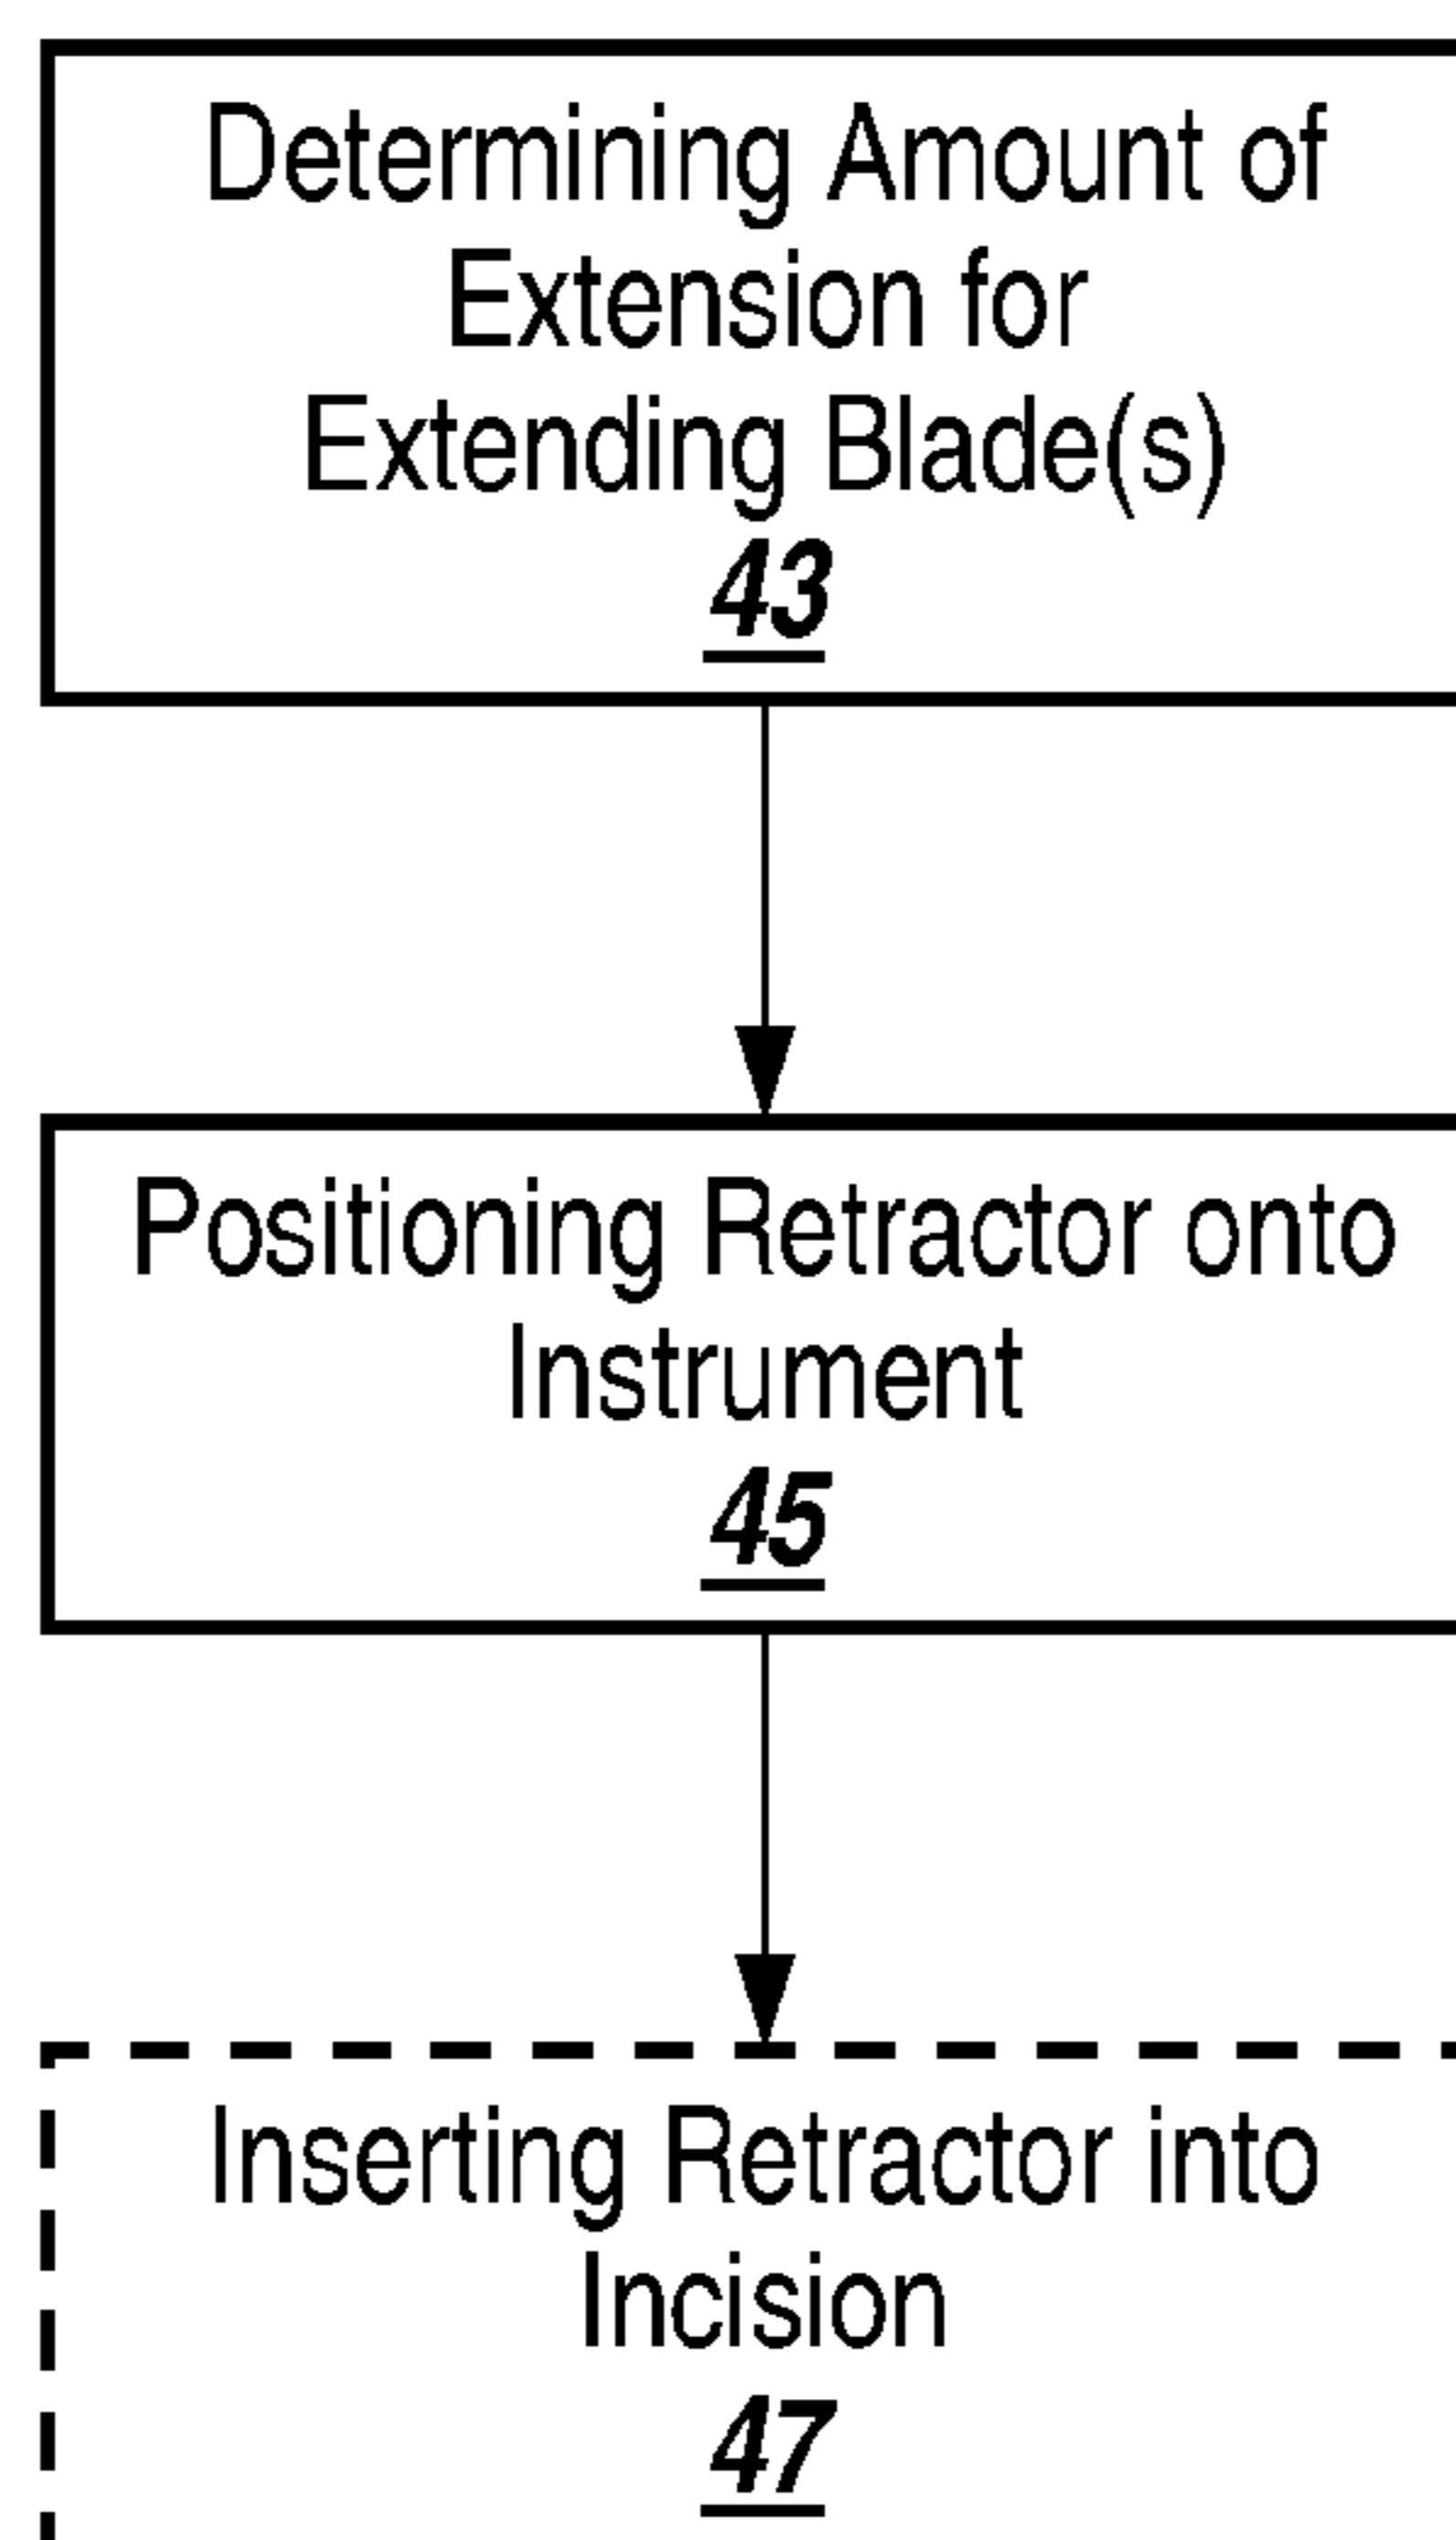 Determining Amount of
Extension for
Extending Blade(s)
43
Positioning Retractor onto
Instrument
45
Inserting Retractor into
Incision
47